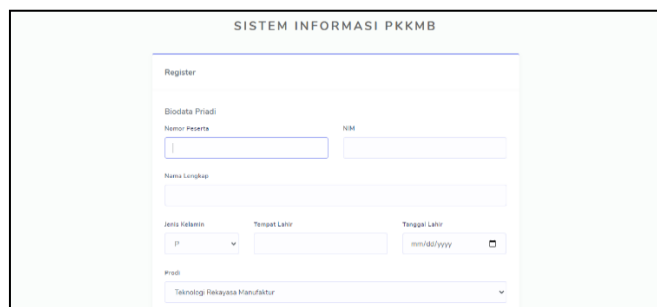 SISTEM INFORMASI PKKMB
Register
Biodata Priadi
Nomor Peserta NIM
Nama Lengkap
Jenis Kelamin Tempat Lahir Tanggal Lahir
P mm/dd/yyyy
Prodi
Teknologi Rekayasa Manufaktur